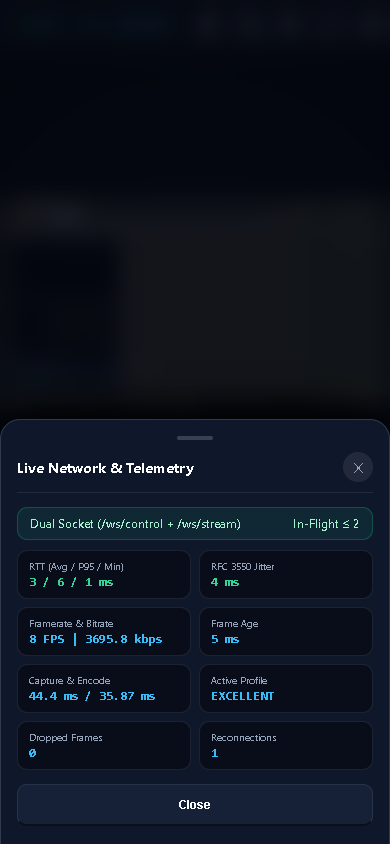 Live Network & Telemetry
Dual Socket (/ws/control + /ws/stream) In-Flight ≤ 2
RTT (Avg / P95 / Min)
3 / 6 / 1 ms
RFC 3550 Jitter
4 ms
Framerate & Bitrate
8 FPS | 3695.8 kbps
Frame Age
5 ms
Capture & Encode
44.4 ms / 35.87 ms
Active Profile
EXCELLENT
Dropped Frames
0
Reconnections
1
Close